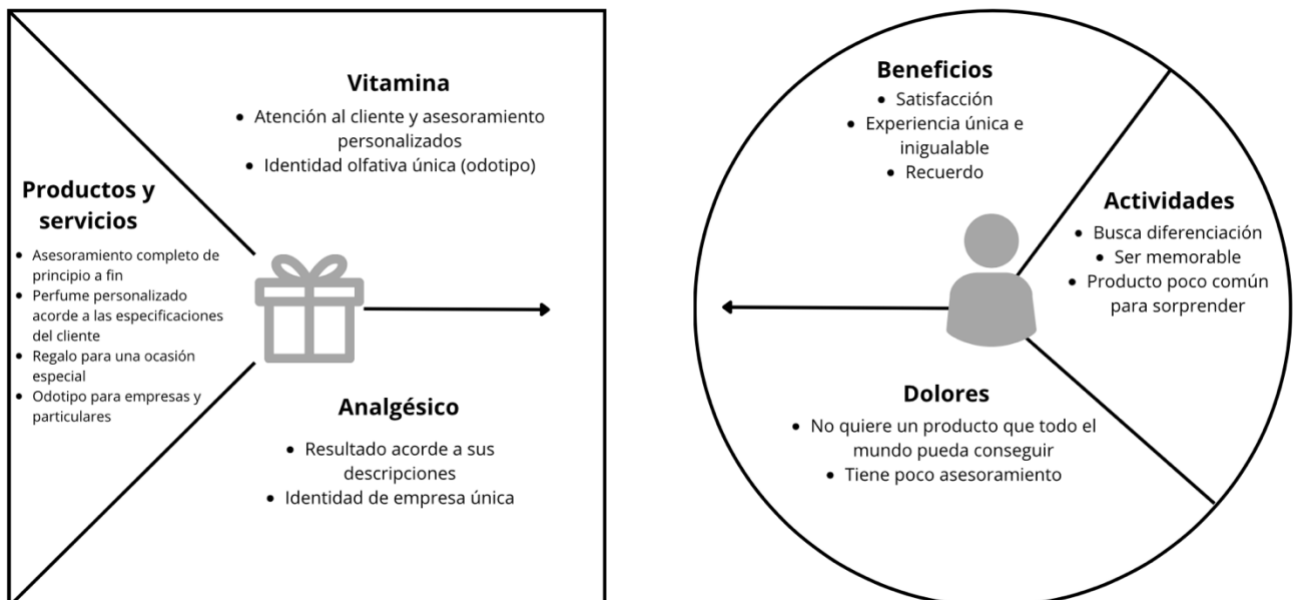 Vitamina
• Atención al cliente y asesoramiento
personalizados
• Identidad olfativa única (odotipo)
Productos y
servicios
• Asesoramiento completo de
principio a fin
• Perfume personalizado
acorde a las especificaciones
del cliente
• Regalo para una ocasión
especial
• Odotipo para empresas y
particulares
Analgésico
• Resultado acorde a sus
descripciones
• Identidad de empresa única
Beneficios
• Satisfacción
• Experiencia única e
inigualable
• Recuerdo
Actividades
• Busca diferenciación
• Ser memorable
• Producto poco común
para sorprender
Dolores
• No quiere un producto que todo el
mundo pueda conseguir
• Tiene poco asesoramiento